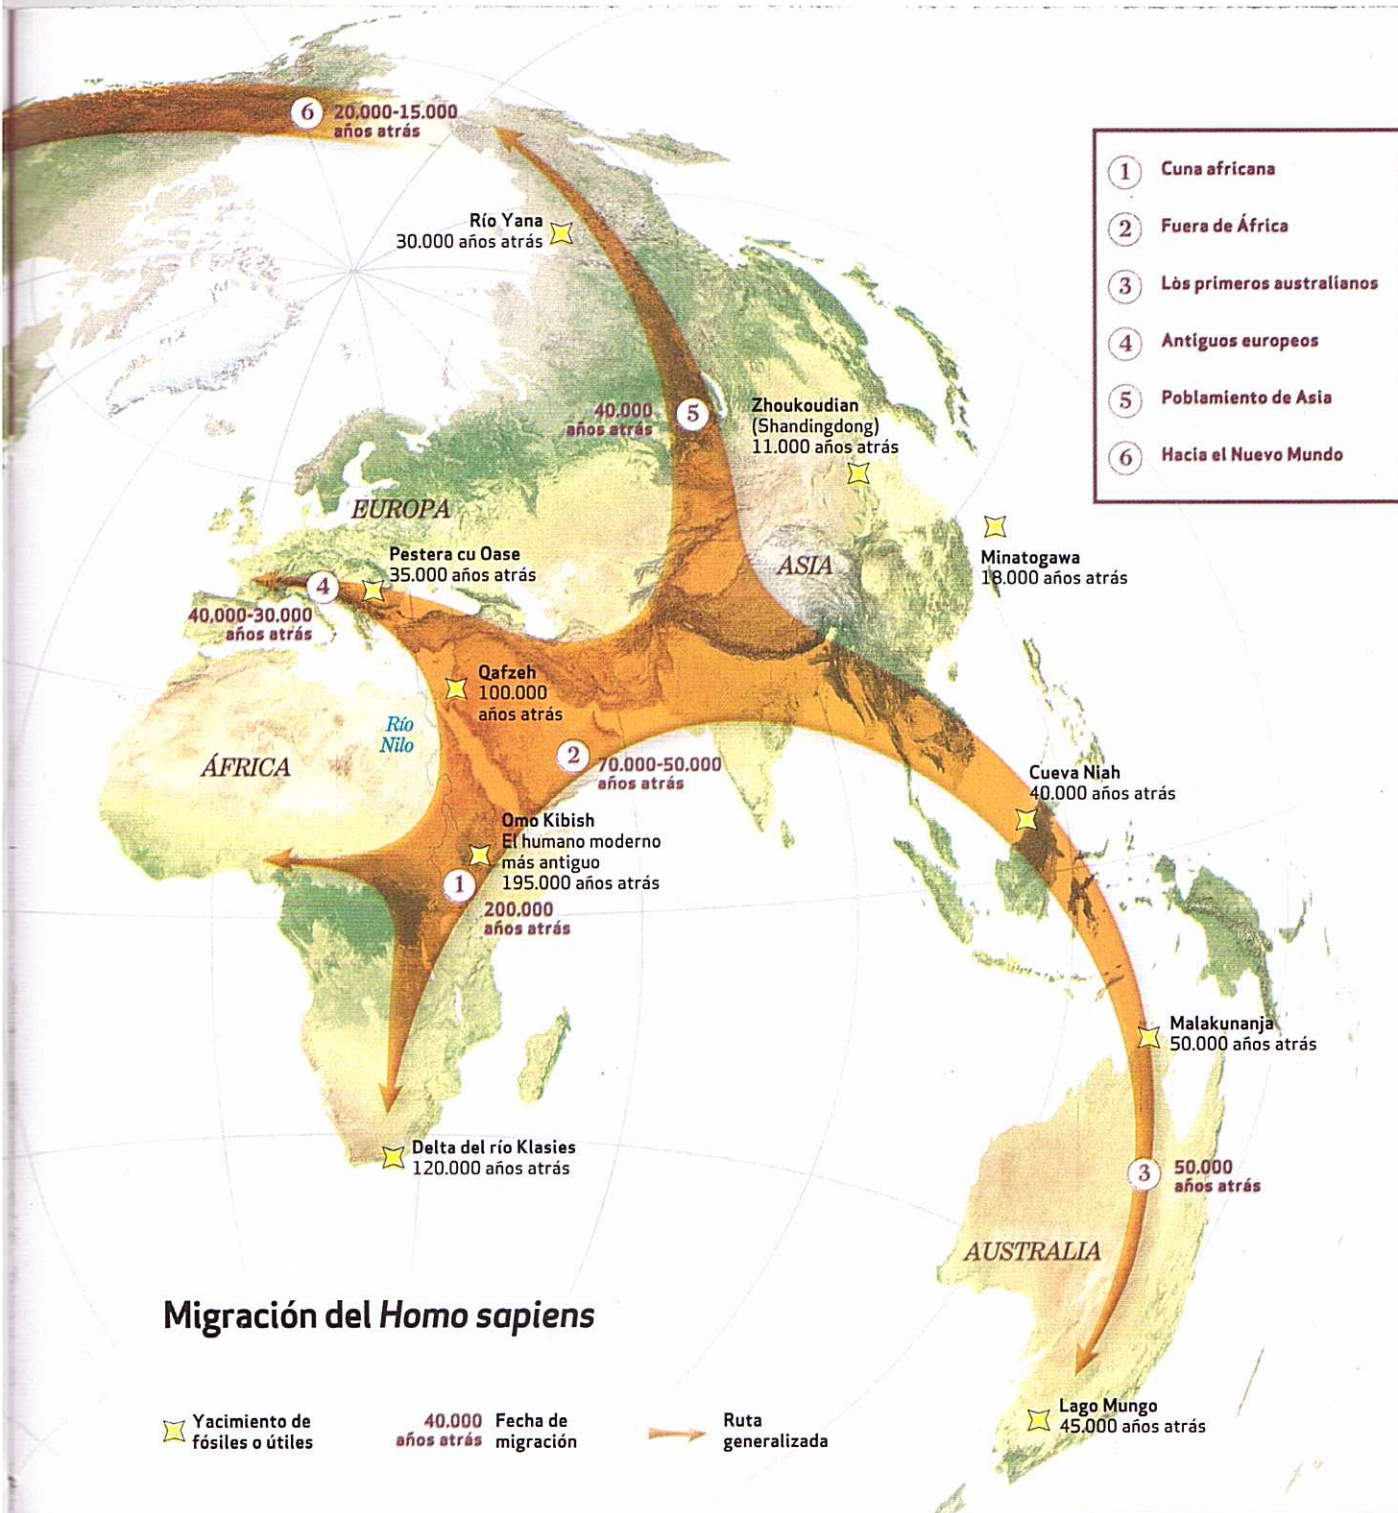 6
20.000-15.000
años atrás
Río Yana
30.000 años atrás
1 Cuna africana
2 Fuera de África
3 Lòs primeros australianos
4 Antiguos europeos
5 Poblamiento de Asia
6 Hacia el Nuevo Mundo
40.000
años atrás
5
Zhoukoudian
(Shandingdong)
11.000 años atrás
EUROPA
Pestera cu Oase
35.000 años atrás
4
40.000-30.000
años atrás
ASIA
Minatogawa
18.000 años atrás
Qafzeh
100.000
años atrás
Río
Nilo
ÁFRICA
2
70.000-50.000
años atrás
Cueva Niah
40.000 años atrás
Omo Kibish
El humano moderno
más antiguo
195.000 años atrás
1
200.000
años atrás
Malakunanja
50.000 años atrás
Delta del río Klasies
120.000 años atrás
3
50.000
años atrás
AUSTRALIA
Migración del Homo sapiens
Lago Mungo
45.000 años atrás
Yacimiento de
fósiles o útiles
40.000
años atrás
Fecha de
migración
Ruta
generalizada